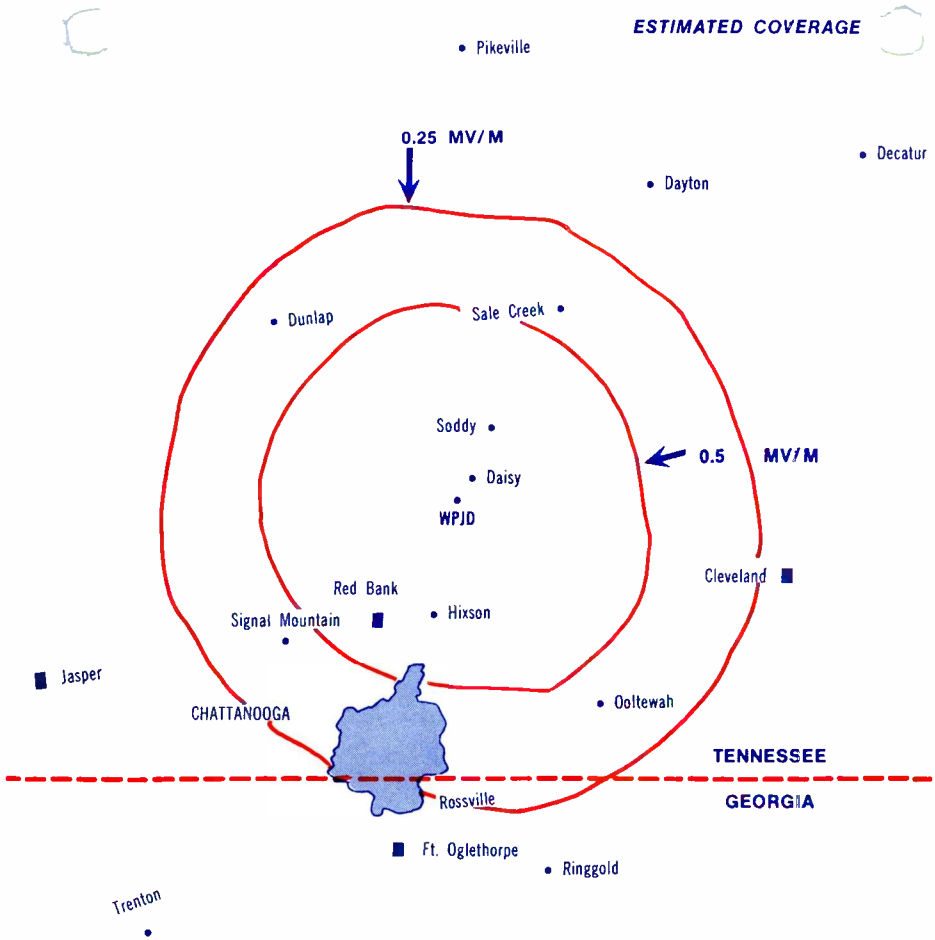 ESTIMATED COVERAGE
Pikeville
0.25 MV/M
Decatur
Dayton
Dunlap
Sale Creek
Soddy
0.5 MV/M
Daisy
WPJD
Cleveland
Red Bank
Signal Mountain
Hixson
Jasper
Ooltewah
CHATTANOOGA
TENNESSEE
Rossville
GEORGIA
Ft. Oglethorpe
Ringgold
Trenton